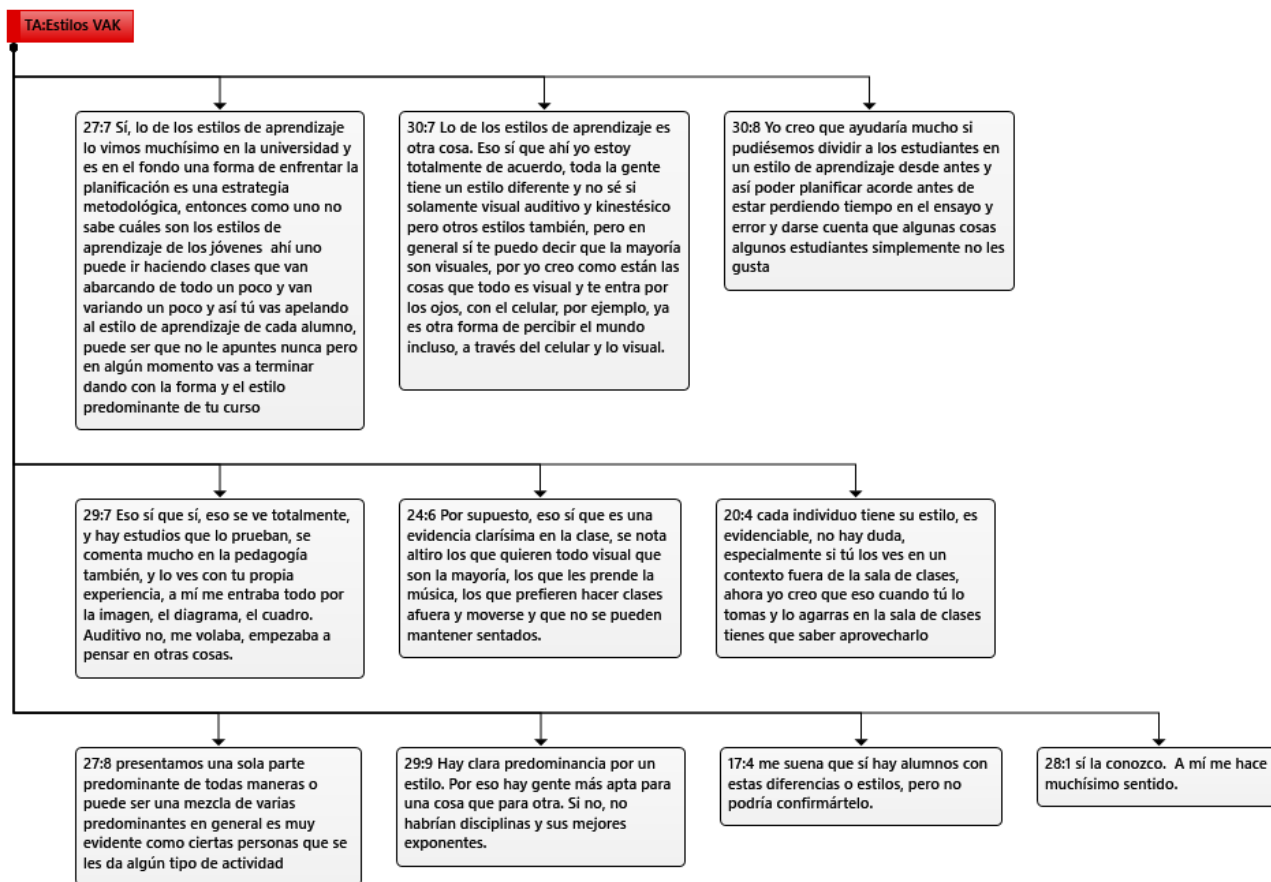 TA:Estilos VAK
27:7 Sí, lo de los estilos de aprendizaje
lo vimos muchísimo en la universidad y
es en el fondo una forma de enfrentar la
planificación es una estrategia
metodológica, entonces como uno no
sabe cuáles son los estilos de
aprendizaje de los jóvenes  ahí uno
puede ir haciendo clases que van
abarcando de todo un poco y van
variando un poco y así tú vas apelando
al estilo de aprendizaje de cada alumno,
puede ser que no le apuntes nunca pero
en algún momento vas a terminar
dando con la forma y el estilo
predominante de tu curso
30:7 Lo de los estilos de aprendizaje es
otra cosa. Eso sí que ahí yo estoy
totalmente de acuerdo, toda la gente
tiene un estilo diferente y no sé si
solamente visual auditivo y kinestésico
pero otros estilos también, pero en
general sí te puedo decir que la mayoría
son visuales, por yo creo como están las
cosas que todo es visual y te entra por
los ojos, con el celular, por ejemplo, ya
es otra forma de percibir el mundo
incluso, a través del celular y lo visual.
30:8 Yo creo que ayudaría mucho si
pudiésemos dividir a los estudiantes en
un estilo de aprendizaje desde antes y
así poder planificar acorde antes de
estar perdiendo tiempo en el ensayo y
error y darse cuenta que algunas cosas
algunos estudiantes simplemente no les
gusta
29:7 Eso sí que sí, eso se ve totalmente,
y hay estudios que lo prueban, se
comenta mucho en la pedagogía
también, y lo ves con tu propia
experiencia, a mí me entraba todo por
la imagen, el diagrama, el cuadro.
Auditivo no, me volaba, empezaba a
pensar en otras cosas.
24:6 Por supuesto, eso sí que es una
evidencia clarísima en la clase, se nota
altiro los que quieren todo visual que
son la mayoría, los que les prende la
música, los que prefieren hacer clases
afuera y moverse y que no se pueden
mantener sentados.
20:4 cada individuo tiene su estilo, es
evidenciable, no hay duda,
especialmente si tú los ves en un
contexto fuera de la sala de clases,
ahora yo creo que eso cuando tú lo
tomas y lo agarras en la sala de clases
tienes que saber aprovecharlo
27:8 presentamos una sola parte
predominante de todas maneras o
puede ser una mezcla de varias
predominantes en general es muy
evidente como ciertas personas que se
les da algún tipo de actividad
29:9 Hay clara predominancia por un
estilo. Por eso hay gente más apta para
una cosa que para otra. Si no, no
habrían disciplinas y sus mejores
exponentes.
17:4 me suena que sí hay alumnos con
estas diferencias o estilos, pero no
podría confirmártelo.
28:1 sí la conozco.  A mí me hace
muchísimo sentido.